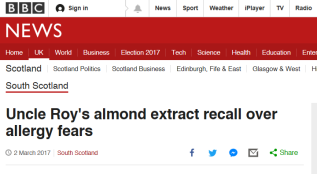 BBC Sign in News Sport Weather iPlayer TV Radio
NEWS
Home UK World Business Election 2017 Tech Science Health Education
Scotland Scotland Politics Scotland Business Edinburgh, Fife & East Glasgow & West
South Scotland
Uncle Roy's almond extract recall over
allergy fears
2 March 2017 South Scotland Share